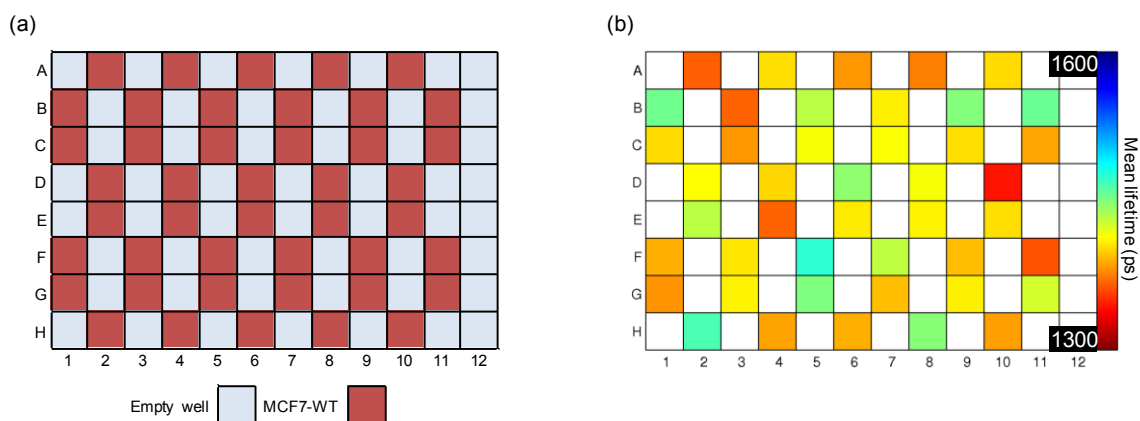 (a)
A
B
C
D
E
F
G
H
1 2 3 4 5 6 7 8 9 10 11 12
Empty well MCF7-WT
(b)
A
B
C
D
E
F
G
H
1 2 3 4 5 6 7 8 9 10 11 12
1600
Mean lifetime (ps)
1300